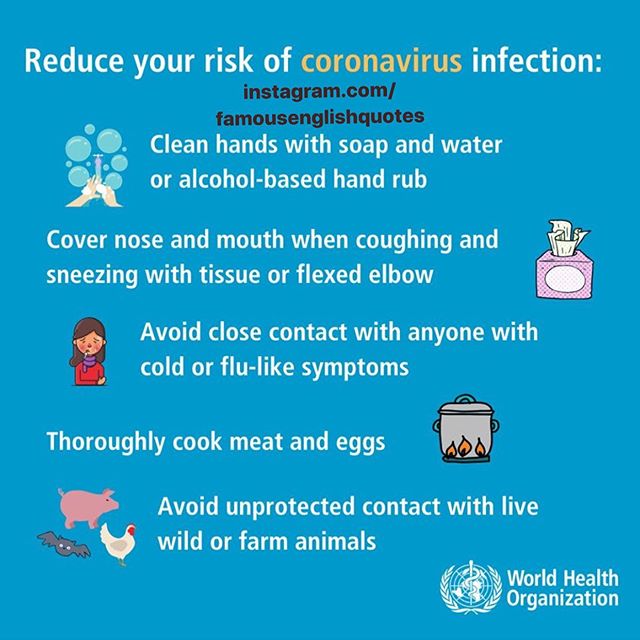 Reduce your risk of coronavirus infection:
instagram.com/
famousenglishquotes
Clean hands with soap and water
or alcohol-based hand rub
Cover nose and mouth when coughing and
sneezing with tissue or flexed elbow
Avoid close contact with anyone with
cold or flu-like symptoms
Thoroughly cook meat and eggs
Avoid unprotected contact with live
wild or farm animals
World Health
Organization